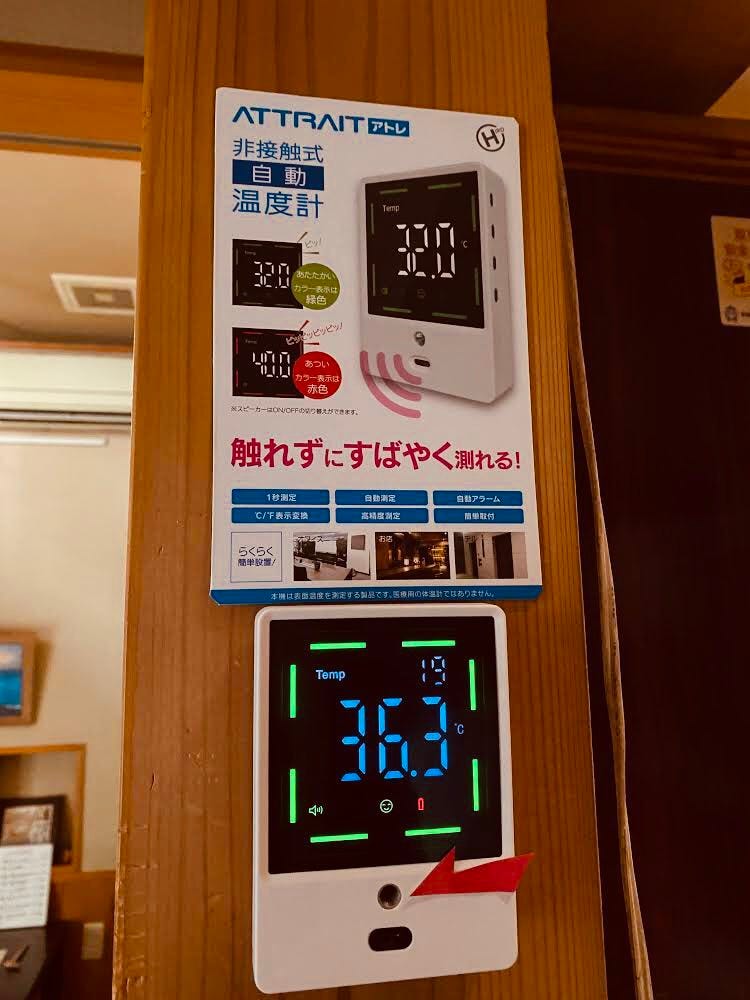 ATTRAIT アトレ
H
非接触式
自動
温度計
Temp
32.0 ℃
ピッ!
Temp
32.0
あたたかい
カラー表示は
緑色
ピッピッピッピッ!
Temp
40.0
あつい
カラー表示は
赤色
※スピーカーはON/OFFの切り替えができます。
触れずにすばやく測れる!
1秒測定 自動測定 自動アラーム
℃/℉表示変換 高精度測定 簡単取付
らくらく
簡単設置!
オフィス お店
本機は表面温度を測定する製品です。医療用の体温計ではありません。
Temp 19
36.3 ℃